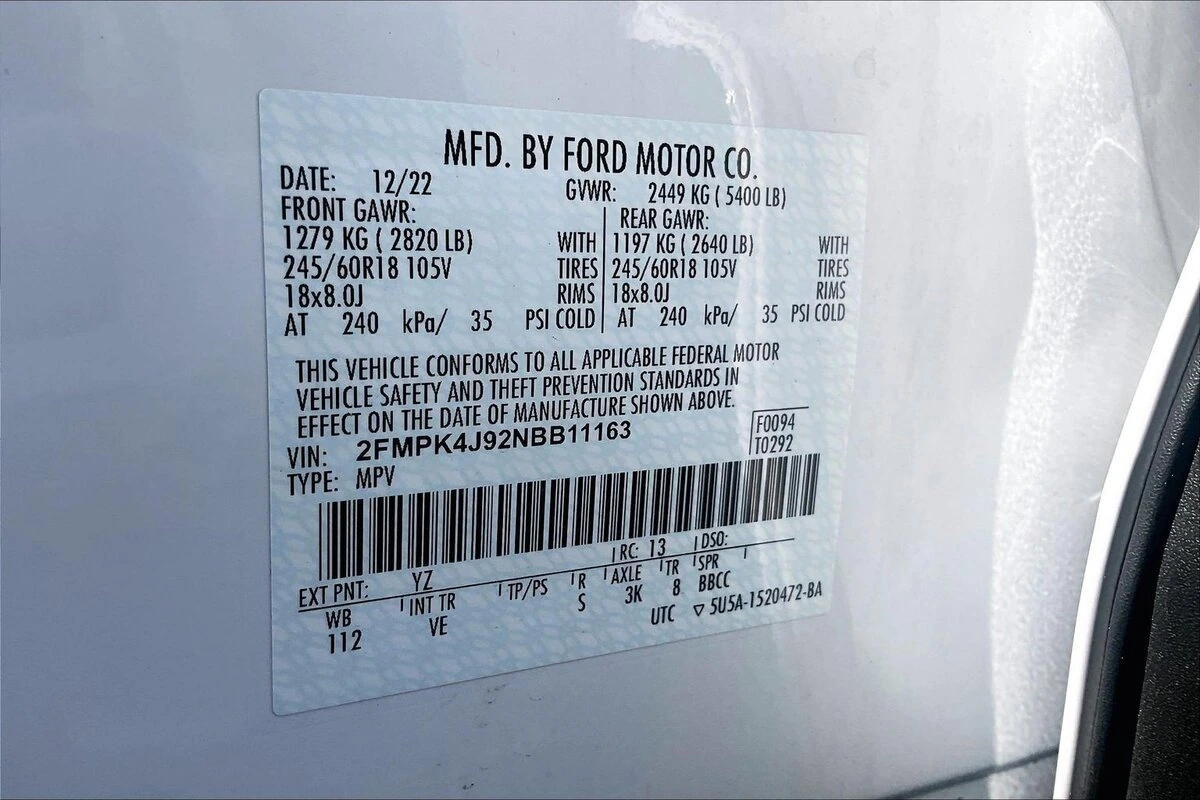 MFD. BY FORD MOTOR CO.
DATE: 12/22 GVWR: 2449 KG ( 5400 LB)
FRONT GAWR: REAR GAWR:
1279 KG ( 2820 LB) WITH 1197 KG ( 2640 LB) WITH
245/60R18 105V TIRES 245/60R18 105V TIRES
18x8.0J RIMS 18x8.0J RIMS
AT 240 kPa/ 35 PSI COLD AT 240 kPa/ 35 PSI COLD
THIS VEHICLE CONFORMS TO ALL APPLICABLE FEDERAL MOTOR
VEHICLE SAFETY AND THEFT PREVENTION STANDARDS IN
EFFECT ON THE DATE OF MANUFACTURE SHOWN ABOVE.
VIN: 2FMPK4J92NBB11163 F0094
TYPE: MPV T0292
EXT PNT: YZ RC: 13 DSO:
WB INT TR TP/PS R AXLE TR SPR
112 VE S 3K 8 BBCC
UTC ▽ 5U5A-1520472-BA